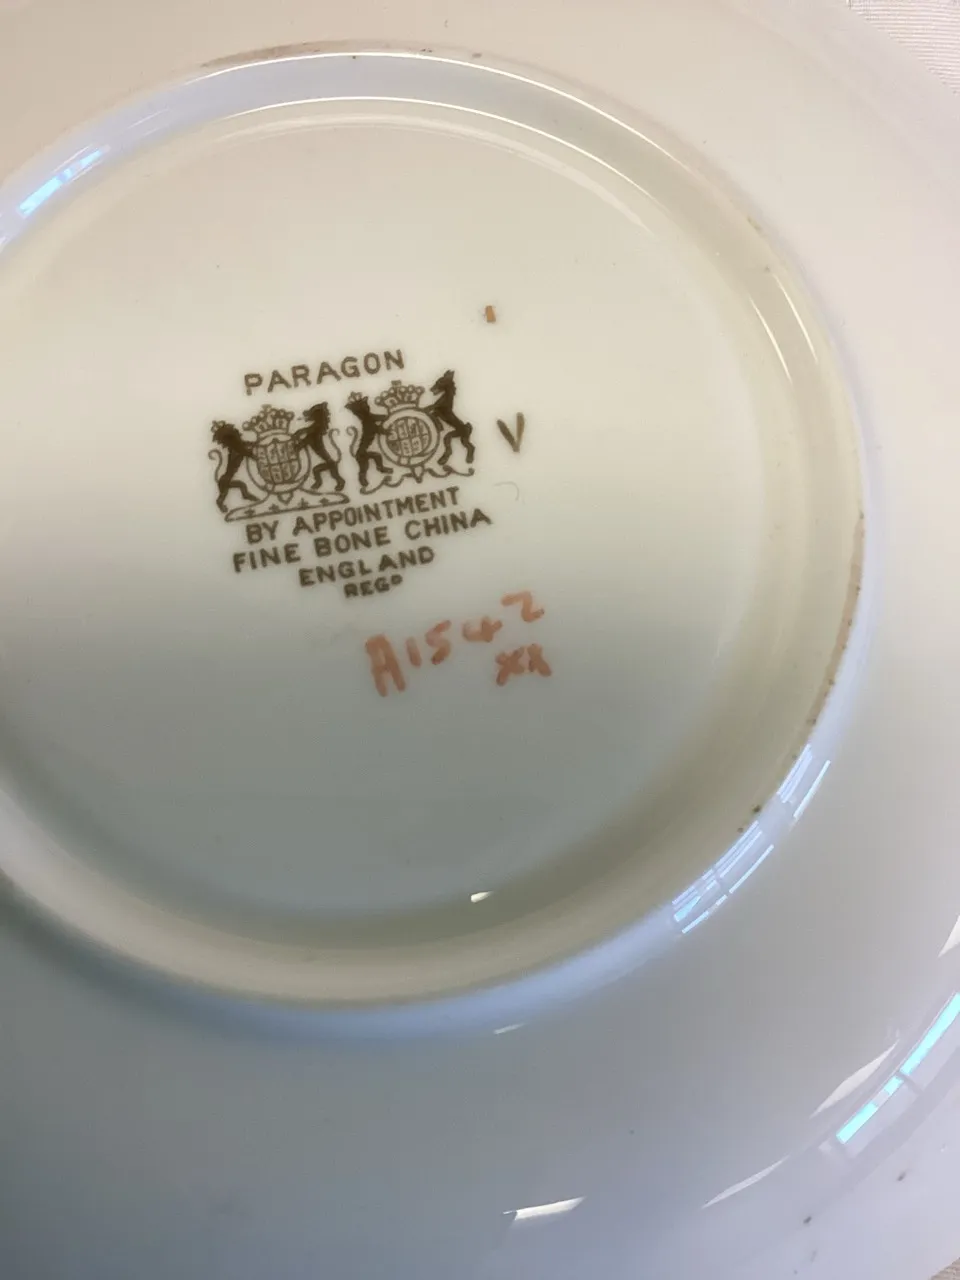 PARAGON
V
BY APPOINTMENT
FINE BONE CHINA
ENGLAND
REGD
A1542
XX